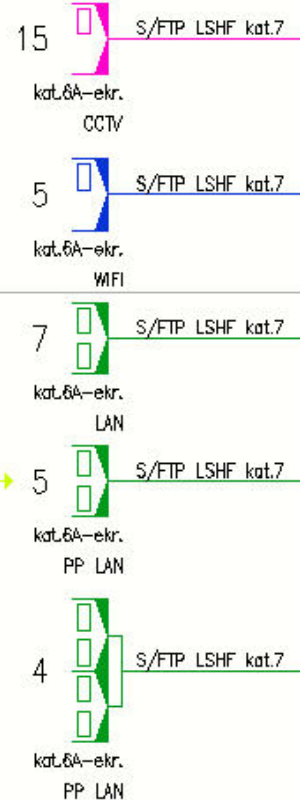 15 S/FTP LSHF kat.7
kat.6A-ekr.
CCTV
5 S/FTP LSHF kat.7
kat.6A-ekr.
WIFI
7 S/FTP LSHF kat.7
kat.6A-ekr.
LAN
5 S/FTP LSHF kat.7
kat.6A-ekr.
PP LAN
4 S/FTP LSHF kat.7
kat.6A-ekr.
PP LAN